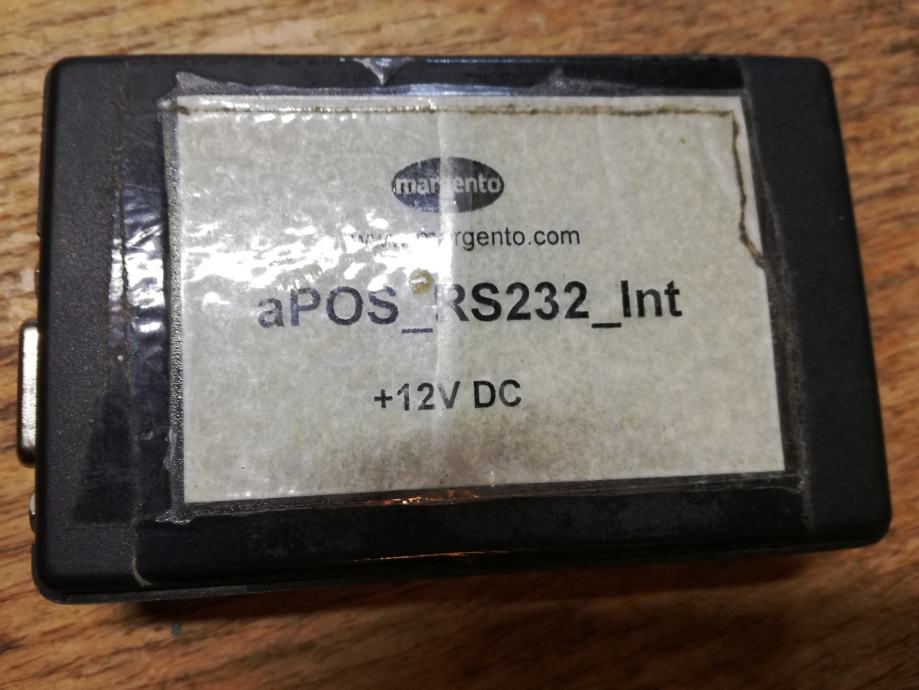 margento
www.margento.com
aPOS_RS232_Int
+12V DC